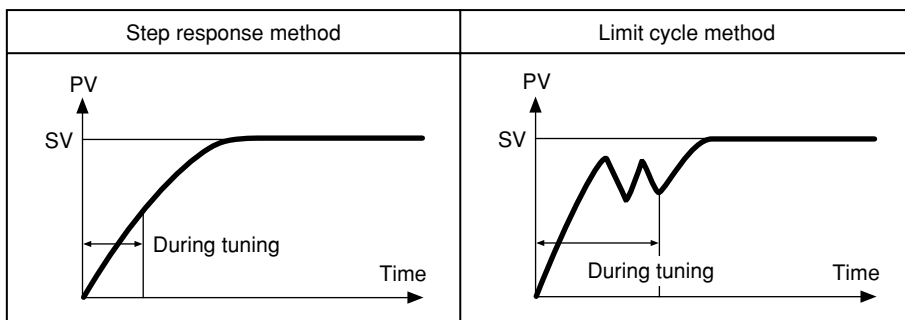 Step response method
Limit cycle method
PV
SV
During tuning
Time
PV
SV
During tuning
Time